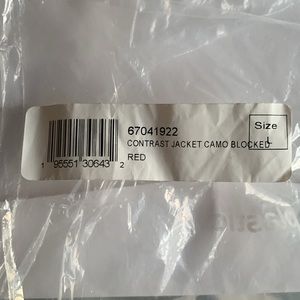 67041922
Size
L
CONTRAST JACKET CAMO BLOCKED
RED
1 95551 30643 2